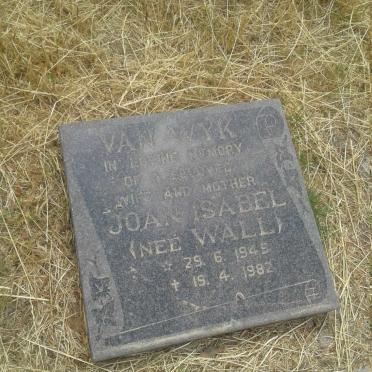 VAN WYK
IN LOVING MEMORY
OF A BELOVED
WIFE AND MOTHER
JOAN ISABEL
(NEÉ WALL)
☆ 29. 6. 1945
† 19. 4. 1982